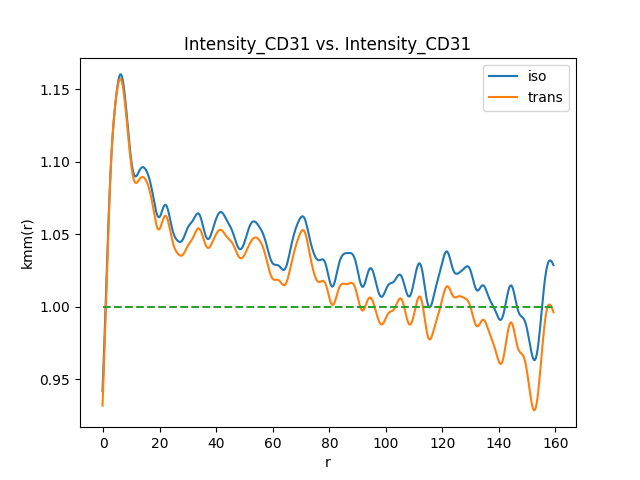 Intensity_CD31 vs. Intensity_CD31
iso
trans
kmm(r)
1.15
1.10
1.05
1.00
0.95
0 20 40 60 80 100 120 140 160
r